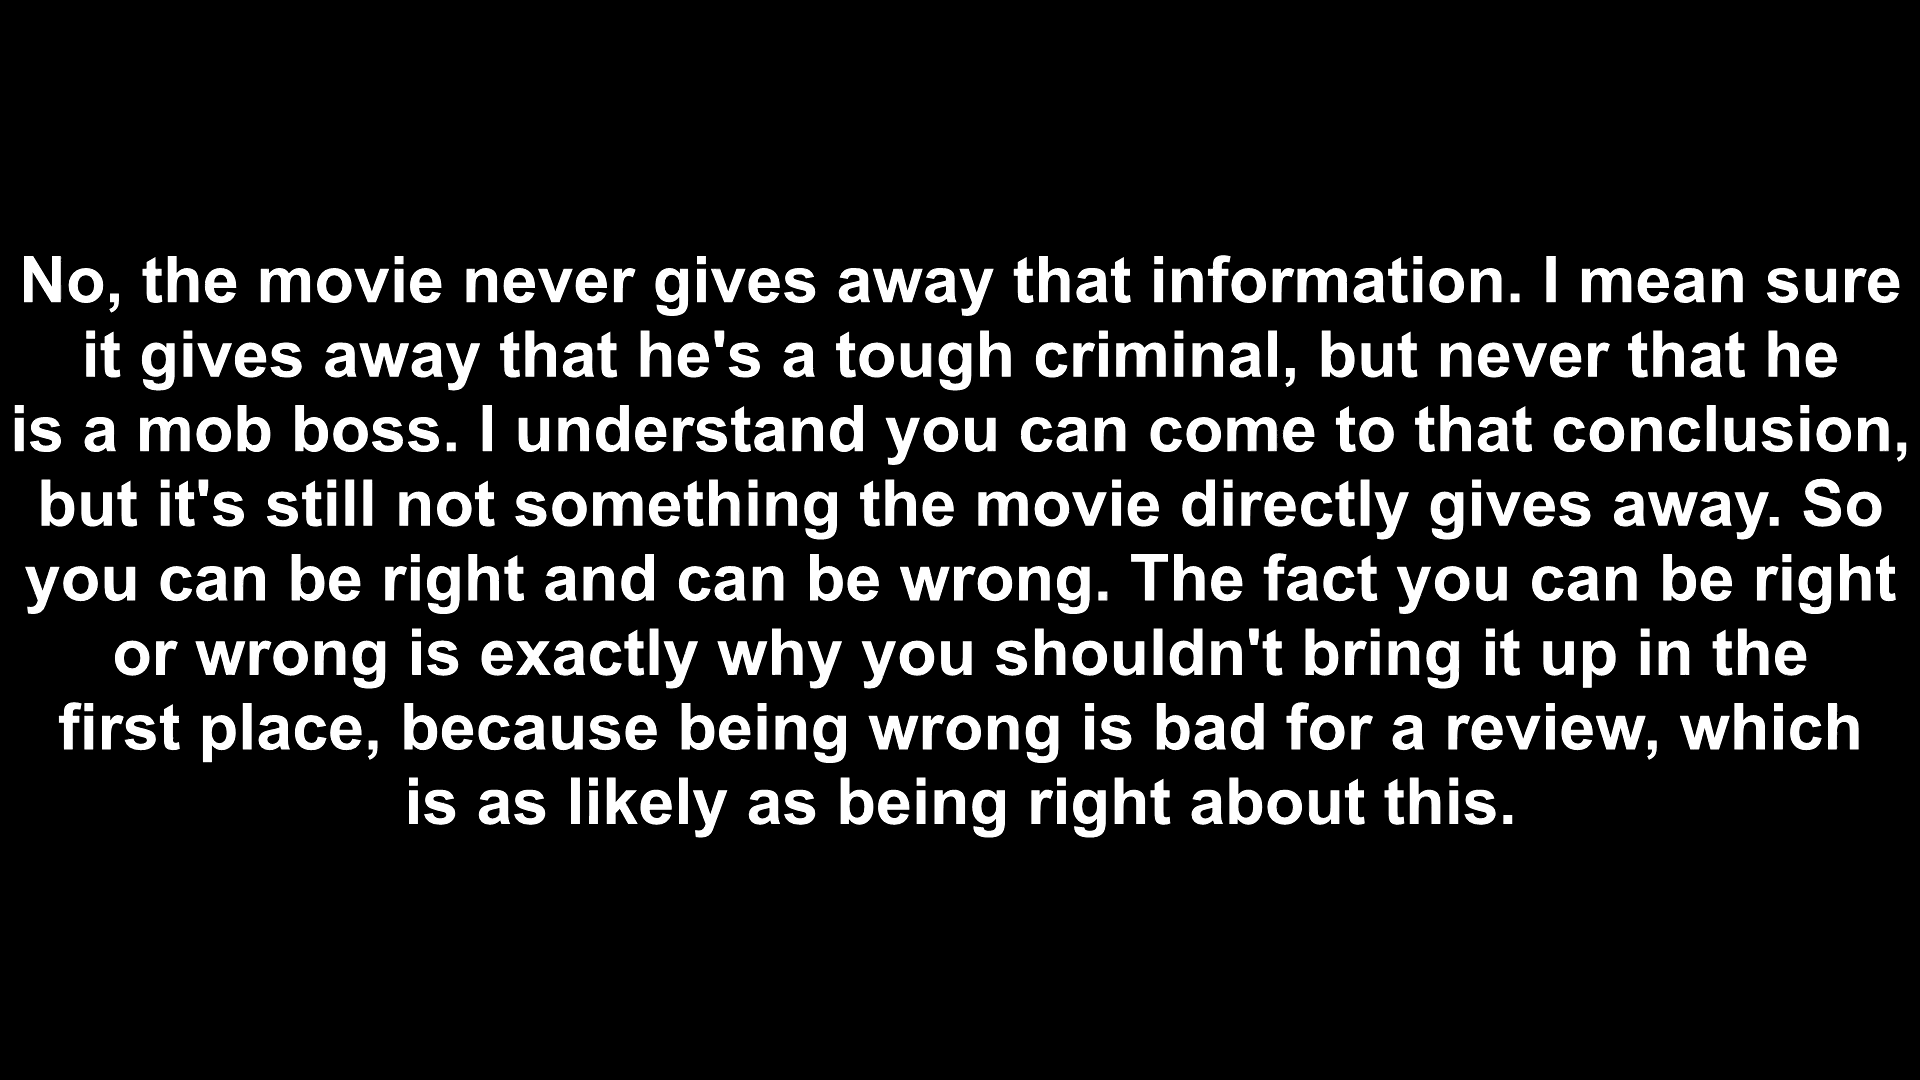 No, the movie never gives away that information. I mean sure
it gives away that he's a tough criminal, but never that he
is a mob boss. I understand you can come to that conclusion,
but it's still not something the movie directly gives away. So
you can be right and can be wrong. The fact you can be right
or wrong is exactly why you shouldn't bring it up in the
first place, because being wrong is bad for a review, which
is as likely as being right about this.